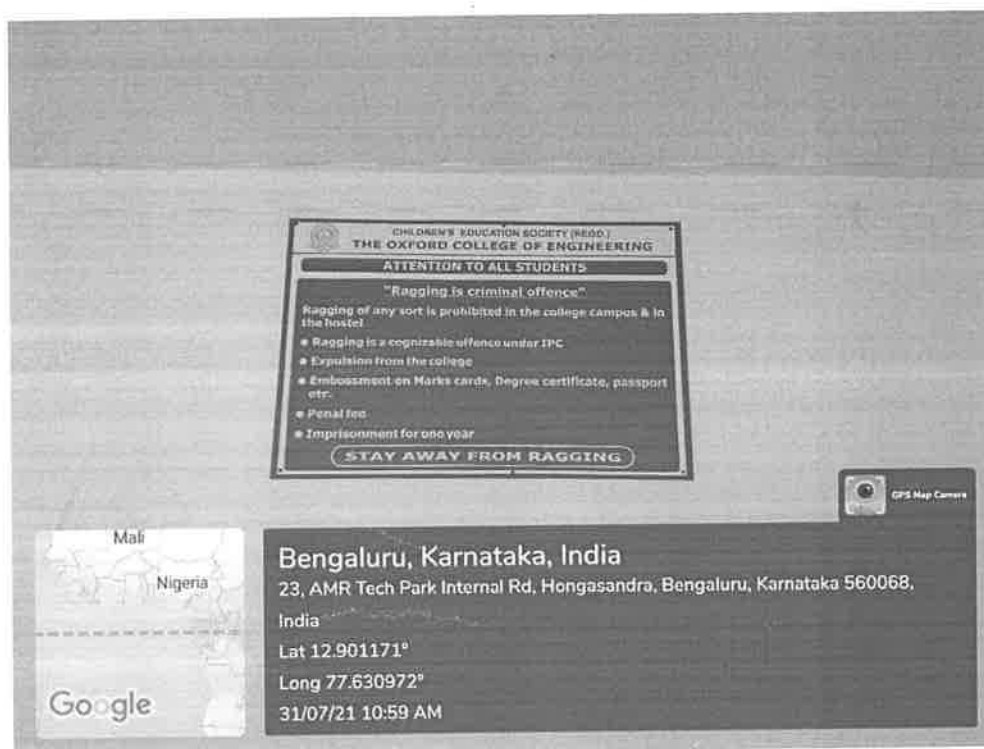 CHILDREN'S EDUCATION SOCIETY (REGD.)
THE OXFORD COLLEGE OF ENGINEERING
ATTENTION TO ALL STUDENTS
"Ragging is criminal offence"
Ragging of any sort is prohibited in the college campus & in
the hostel
● Ragging is a cognizable offence under IPC
● Expulsion from the college
● Embossment on Marks cards, Degree certificate, passport
etc.
● Penal fee
● Imprisonment for one year
STAY AWAY FROM RAGGING
GPS Map Camera
Mali
Nigeria
Google
Bengaluru, Karnataka, India
23, AMR Tech Park Internal Rd, Hongasandra, Bengaluru, Karnataka 560068,
India
Lat 12.901171°
Long 77.630972°
31/07/21 10:59 AM